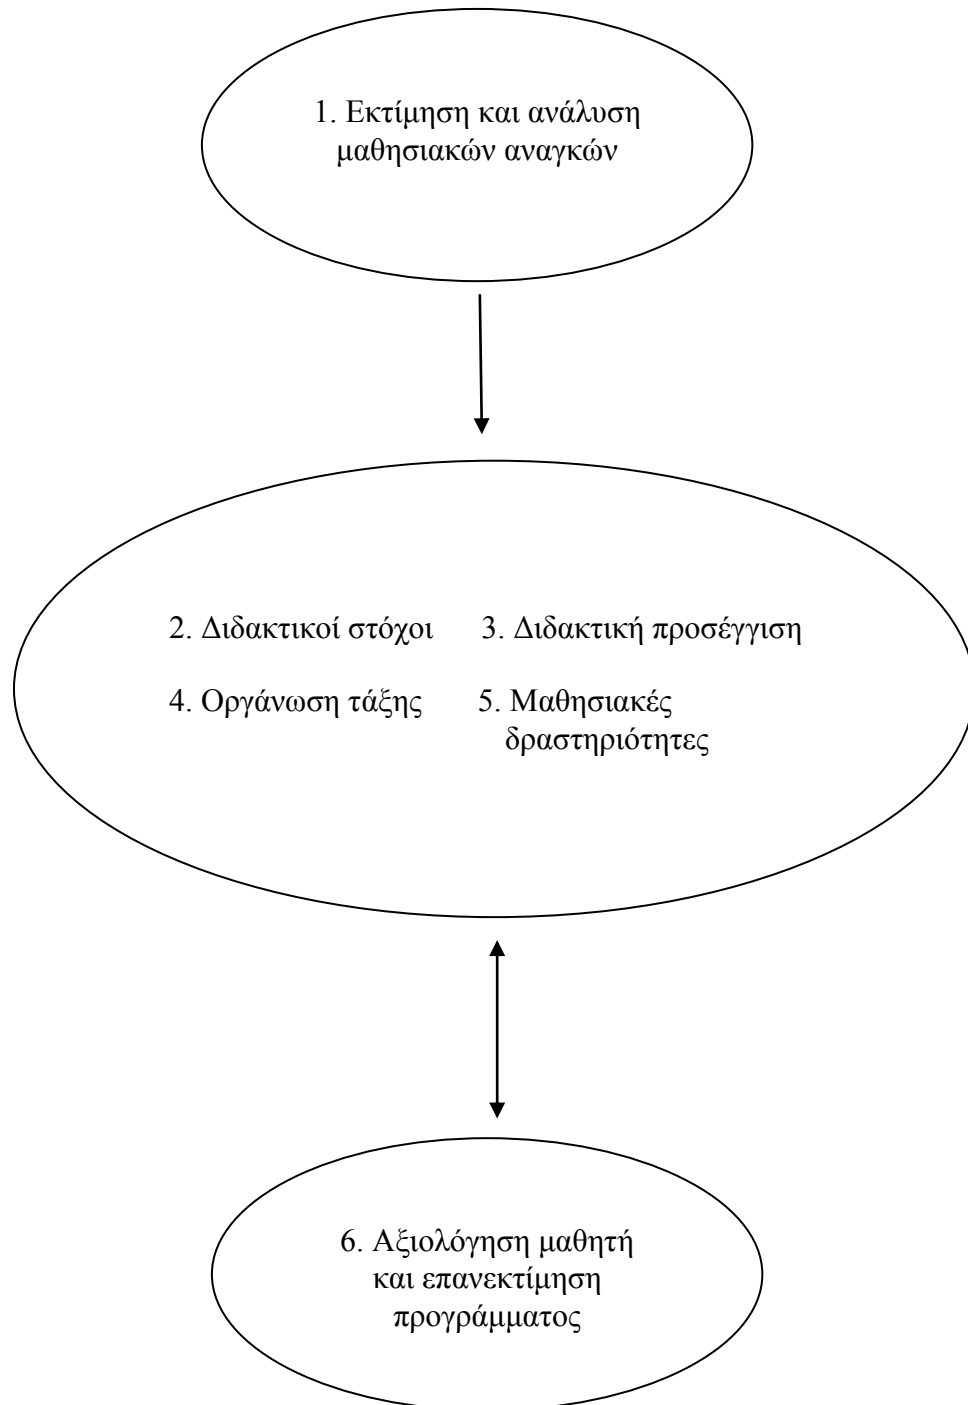 1. Εκτίμηση και ανάλυση
μαθησιακών αναγκών
2. Διδακτικοί στόχοι 3. Διδακτική προσέγγιση
4. Οργάνωση τάξης 5. Μαθησιακές
δραστηριότητες
6. Αξιολόγηση μαθητή
και επανεκτίμηση
προγράμματος